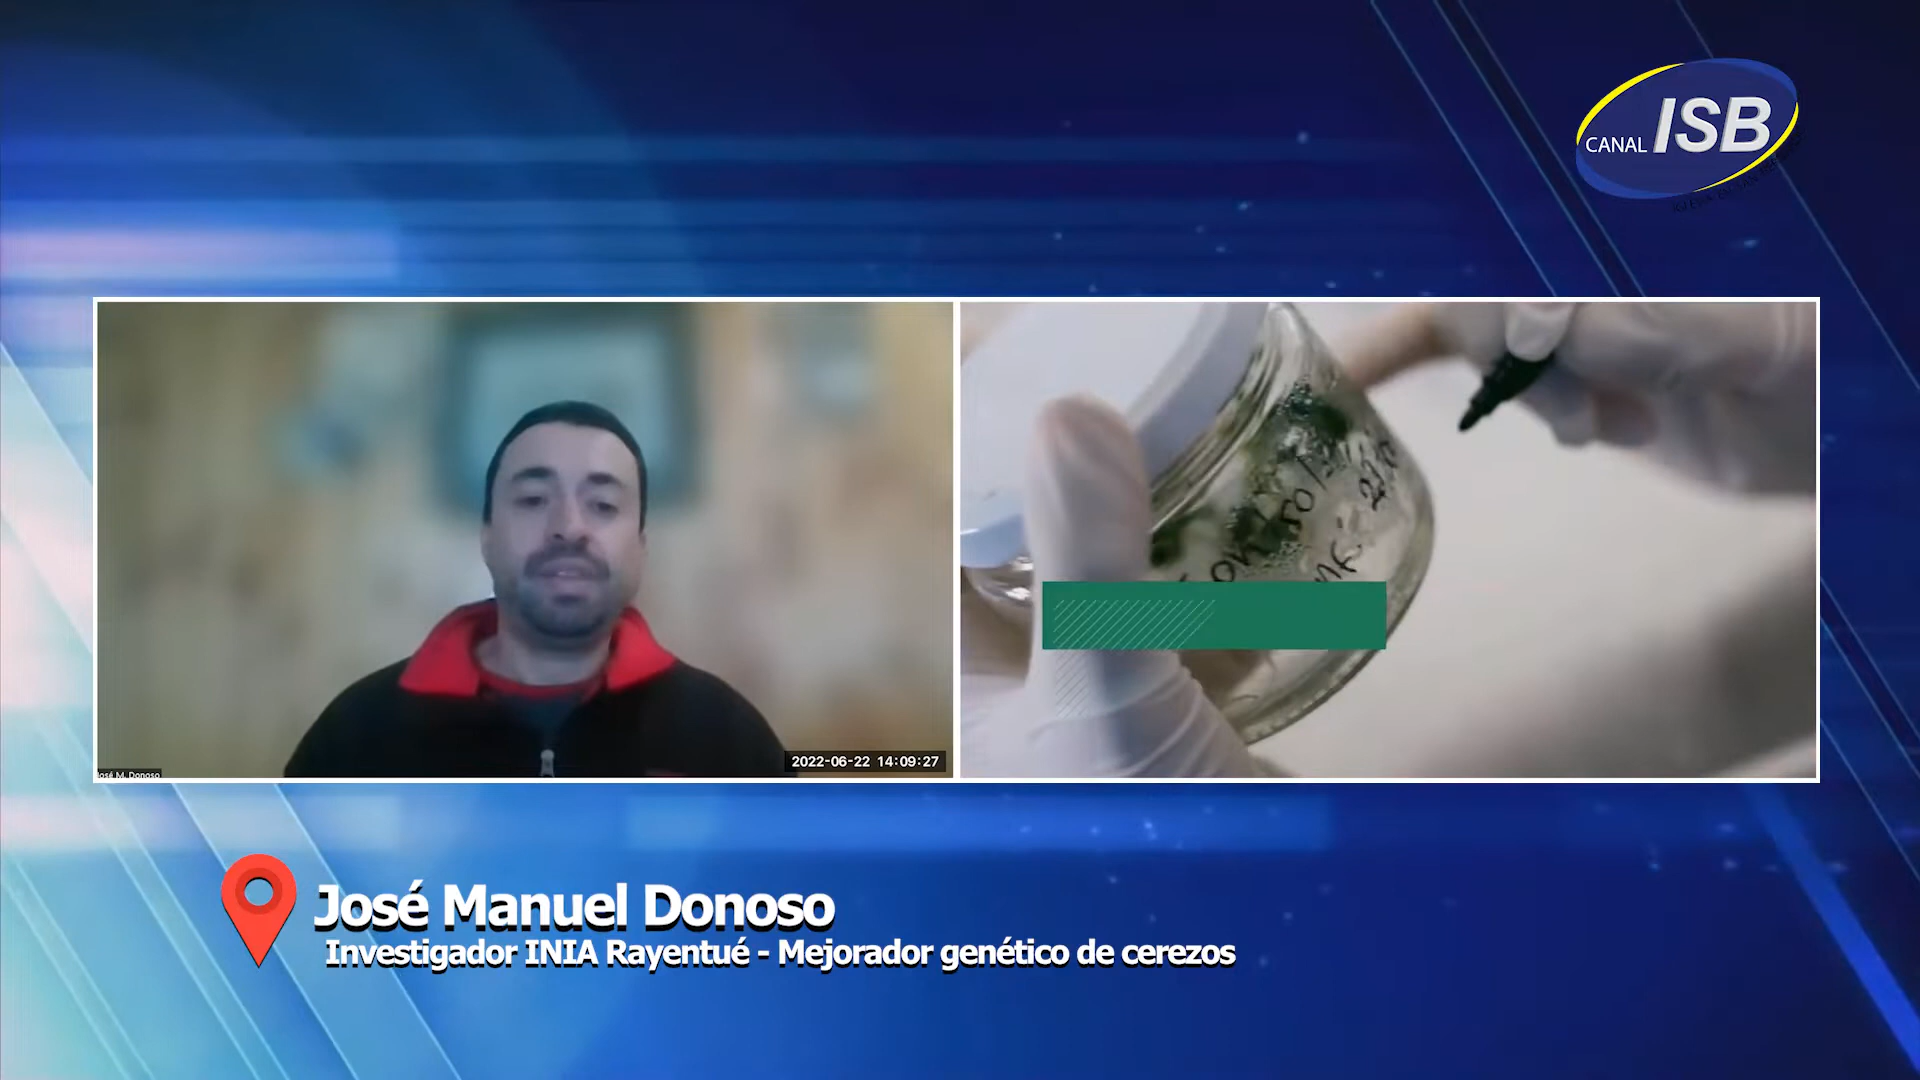 CANAL ISB
2022-06-22 14:09:27
José M. Donoso
José Manuel Donoso
Investigador INIA Rayentué - Mejorador genético de cerezos